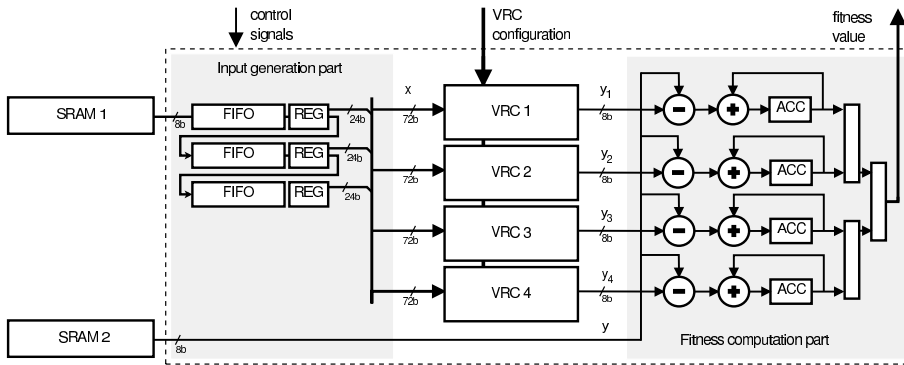 control
signals
VRC
configuration
fitness
value
Input generation part
SRAM 1
8b
FIFO
REG
24b
FIFO
REG
24b
FIFO
REG
24b
x
72b
VRC 1
y1
8b
ACC
72b
VRC 2
y2
8b
ACC
72b
VRC 3
y3
8b
ACC
72b
VRC 4
y4
8b
ACC
SRAM 2
8b
y
Fitness computation part